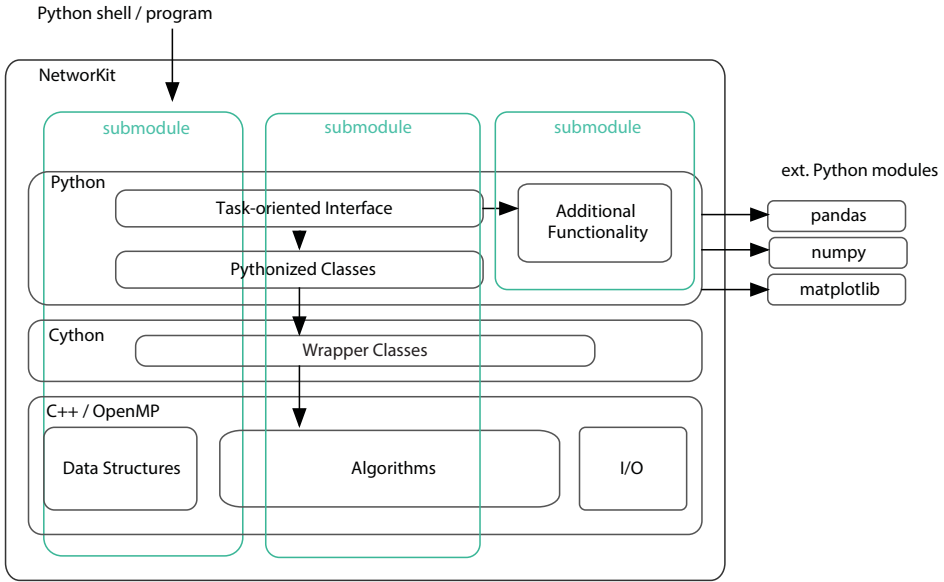 Python shell / program
NetworKit
submodule
submodule
submodule
Python
Task-oriented Interface
Additional
Functionality
Pythonized Classes
ext. Python modules
pandas
numpy
matplotlib
Cython
Wrapper Classes
C++ / OpenMP
Data Structures
Algorithms
I/O